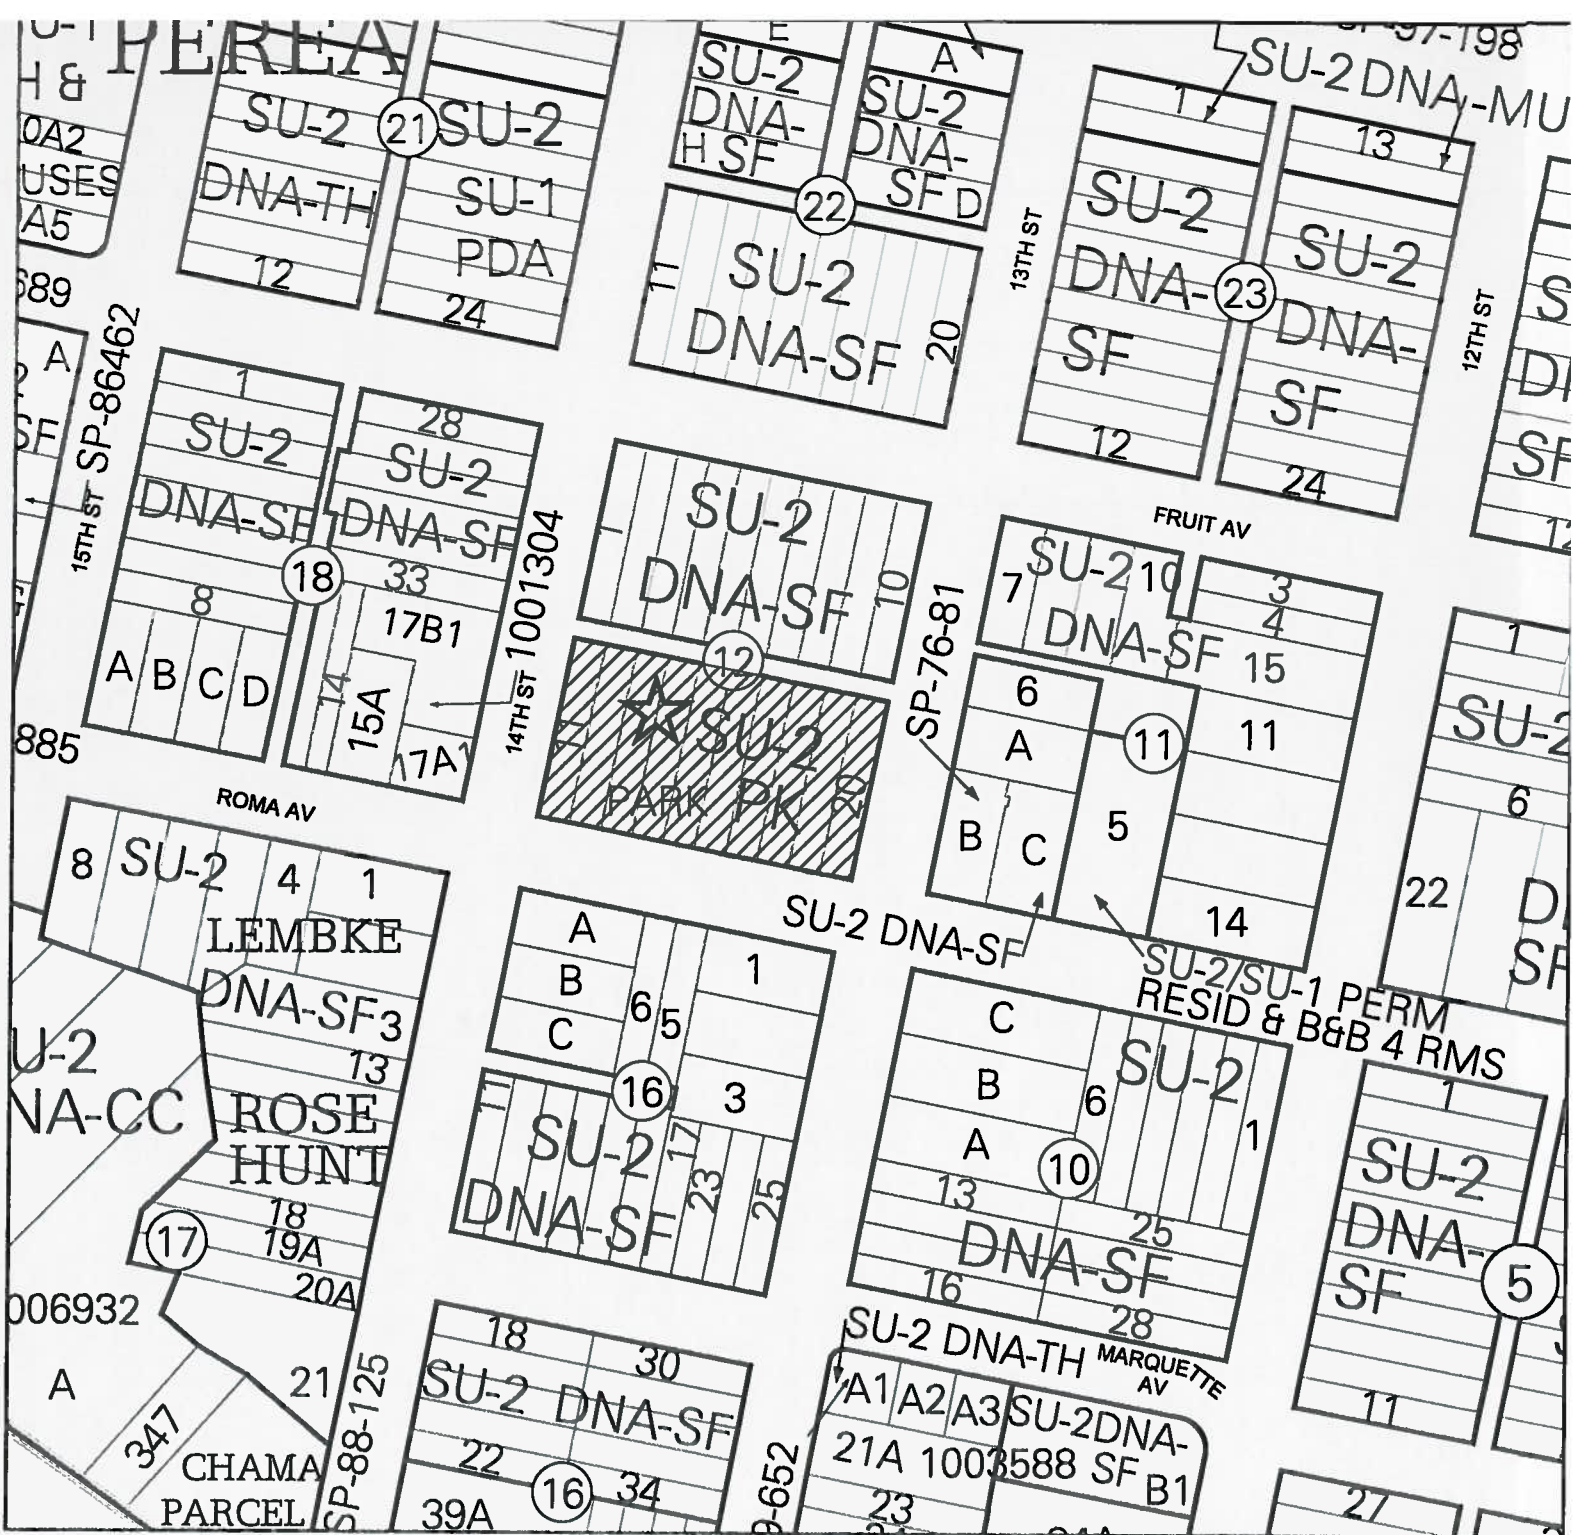 PEREA
H &
0A2
USES
A5
SU-2
DNA-TH
12
21
SU-2
SU-1
PDA
24
E
SU-2
DNA-
H SF
A
SU-2
DNA-
SF D
22
11
SU-2
DNA-SF
20
13TH ST
SU-2 DNA-MU
1
SU-2
DNA-
SF
12
23
13
SU-2
DNA-
SF
24
12TH ST
A
SP-86462
15TH ST
1
SU-2
DNA-SF
8
A B C D
18
28
SU-2
DNA-SF
33
17B1
14
15A
17A1
1001304
14TH ST
1
SU-2
DNA-SF
10
12
11
SU-2
PARK PK
20
FRUIT AV
SP-76-81
7
SU-2
10
DNA-SF
3
4
15
6
A
B
C
5
11
11
14
1
SU-2
6
22
ROMA AV
8
SU-2
4
1
LEMBKE
DNA-SF3
13
ROSE
HUNT
18
19A
20A
17
21
A
347
CHAMA
PARCEL
SP-88-125
A
B
C
6
5
1
3
16
11
SU-2
DNA-SF
17
23
25
SU-2 DNA-SF
SU-2/SU-1 PERM
RESID & B&B 4 RMS
C
B
A
6
SU-2
1
10
13
25
DNA-SF
16
28
1
SU-2
DNA-
SF
5
11
18
30
SU-2 DNA-SF
22
34
16
39A
SU-2 DNA-TH
MARQUETTE
AV
A1 A2 A3
SU-2DNA-
SF
21A 1003588
B1
23
27